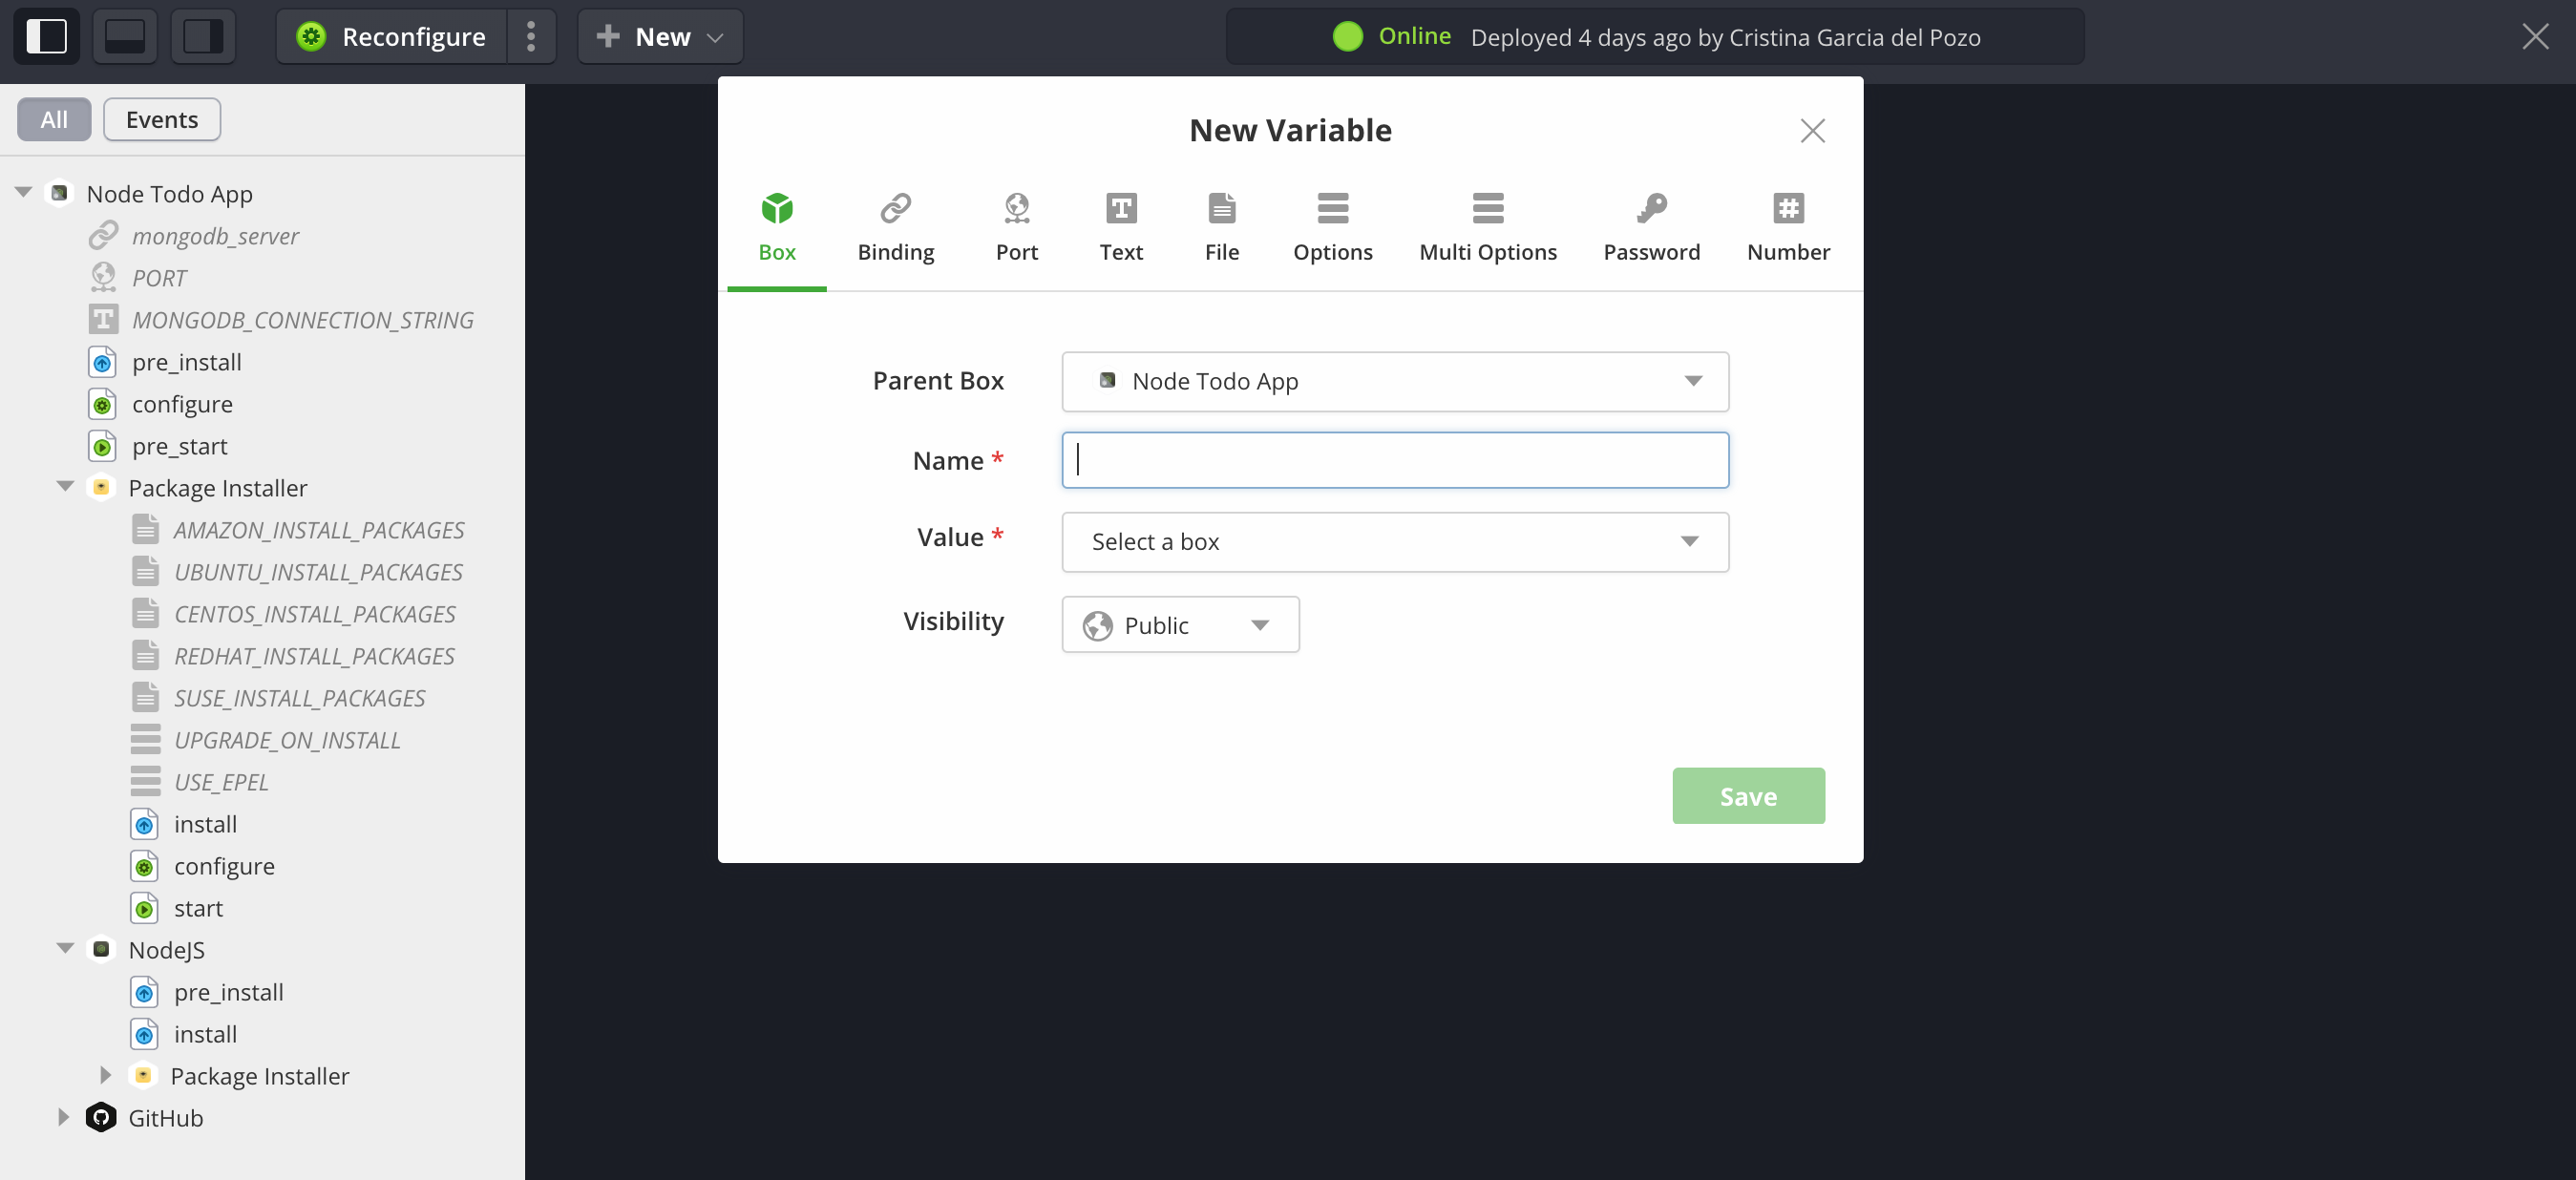 Reconfigure
New
Online Deployed 4 days ago by Cristina Garcia del Pozo
All
Events
Node Todo App
mongodb_server
PORT
MONGODB_CONNECTION_STRING
pre_install
configure
pre_start
Package Installer
AMAZON_INSTALL_PACKAGES
UBUNTU_INSTALL_PACKAGES
CENTOS_INSTALL_PACKAGES
REDHAT_INSTALL_PACKAGES
SUSE_INSTALL_PACKAGES
UPGRADE_ON_INSTALL
USE_EPEL
install
configure
start
NodeJS
pre_install
install
Package Installer
GitHub
New Variable
Box
Binding
Port
Text
File
Options
Multi Options
Password
Number
Parent Box
Node Todo App
Name *
Value *
Select a box
Visibility
Public
Save